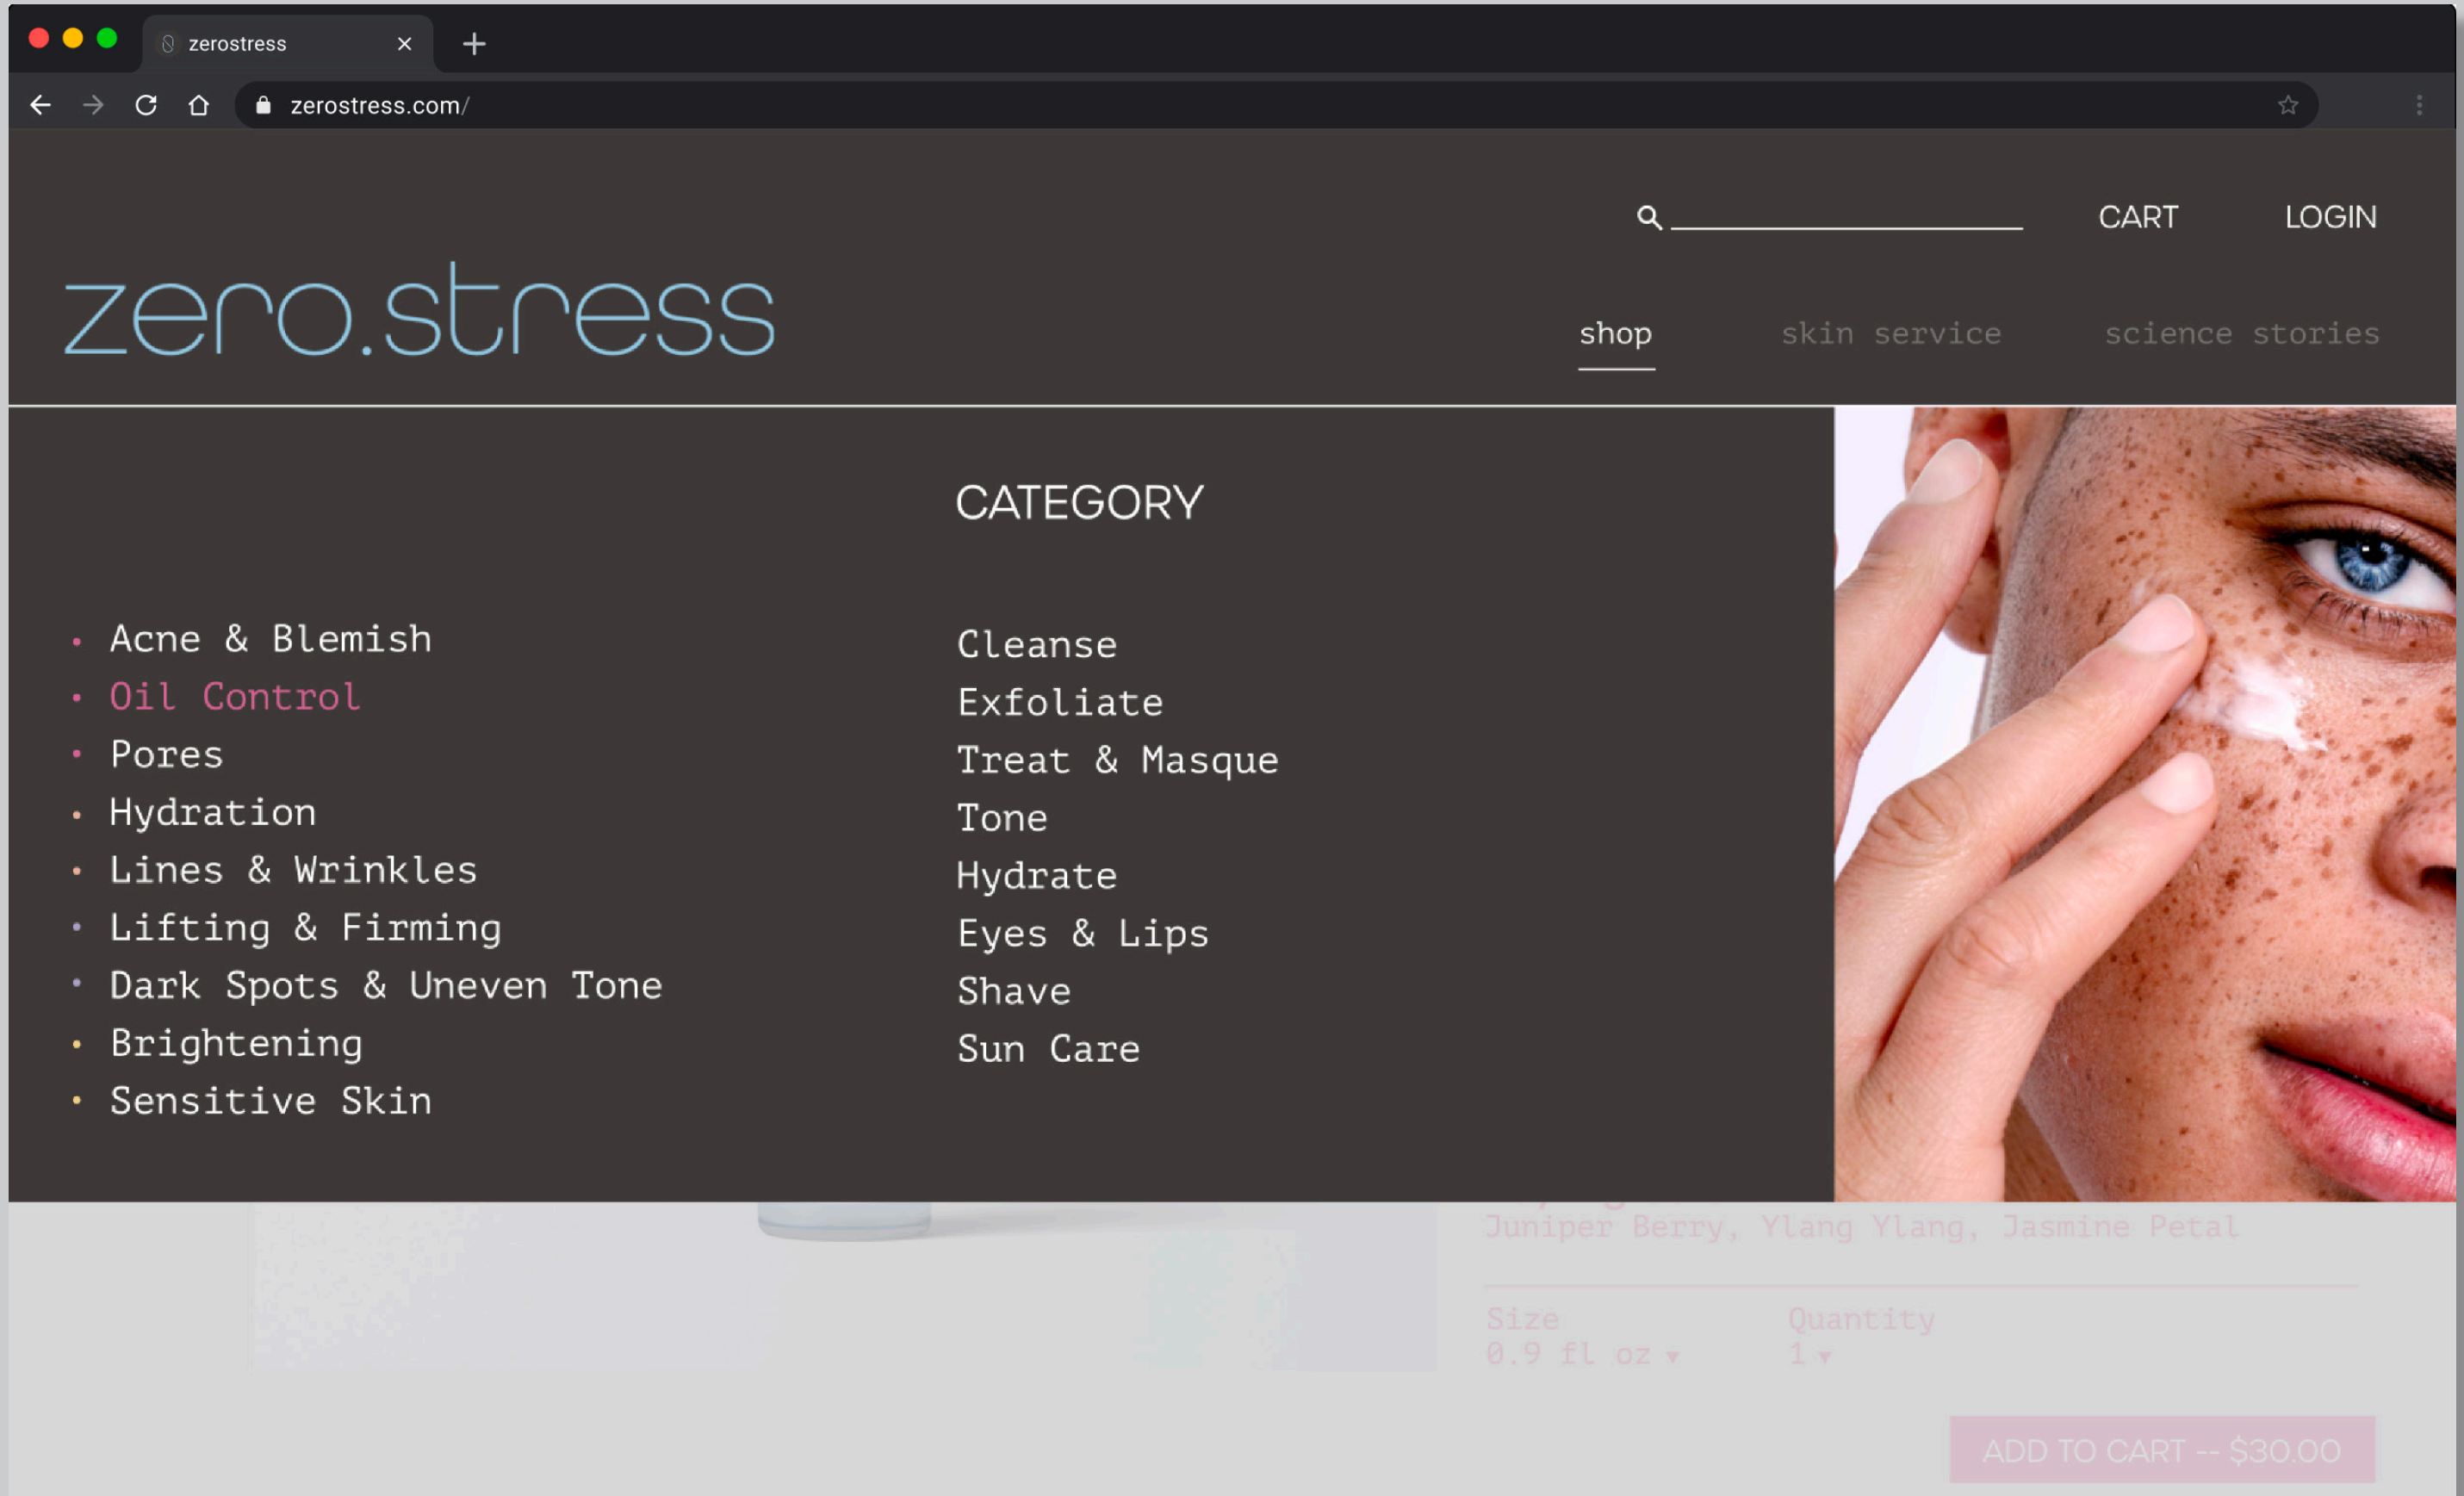 zerostress
zerostress.com/
CART
LOGIN
zero.stress
shop
skin service
science stories
Acne & Blemish
Oil Control
Pores
Hydration
Lines & Wrinkles
Lifting & Firming
Dark Spots & Uneven Tone
Brightening
Sensitive Skin
CATEGORY
Cleanse
Exfoliate
Treat & Masque
Tone
Hydrate
Eyes & Lips
Shave
Sun Care
Juniper Berry, Ylang Ylang, Jasmine Petal
Size
0.9 fl oz ▾
Quantity
1 ▾
ADD TO CART -- $30.00